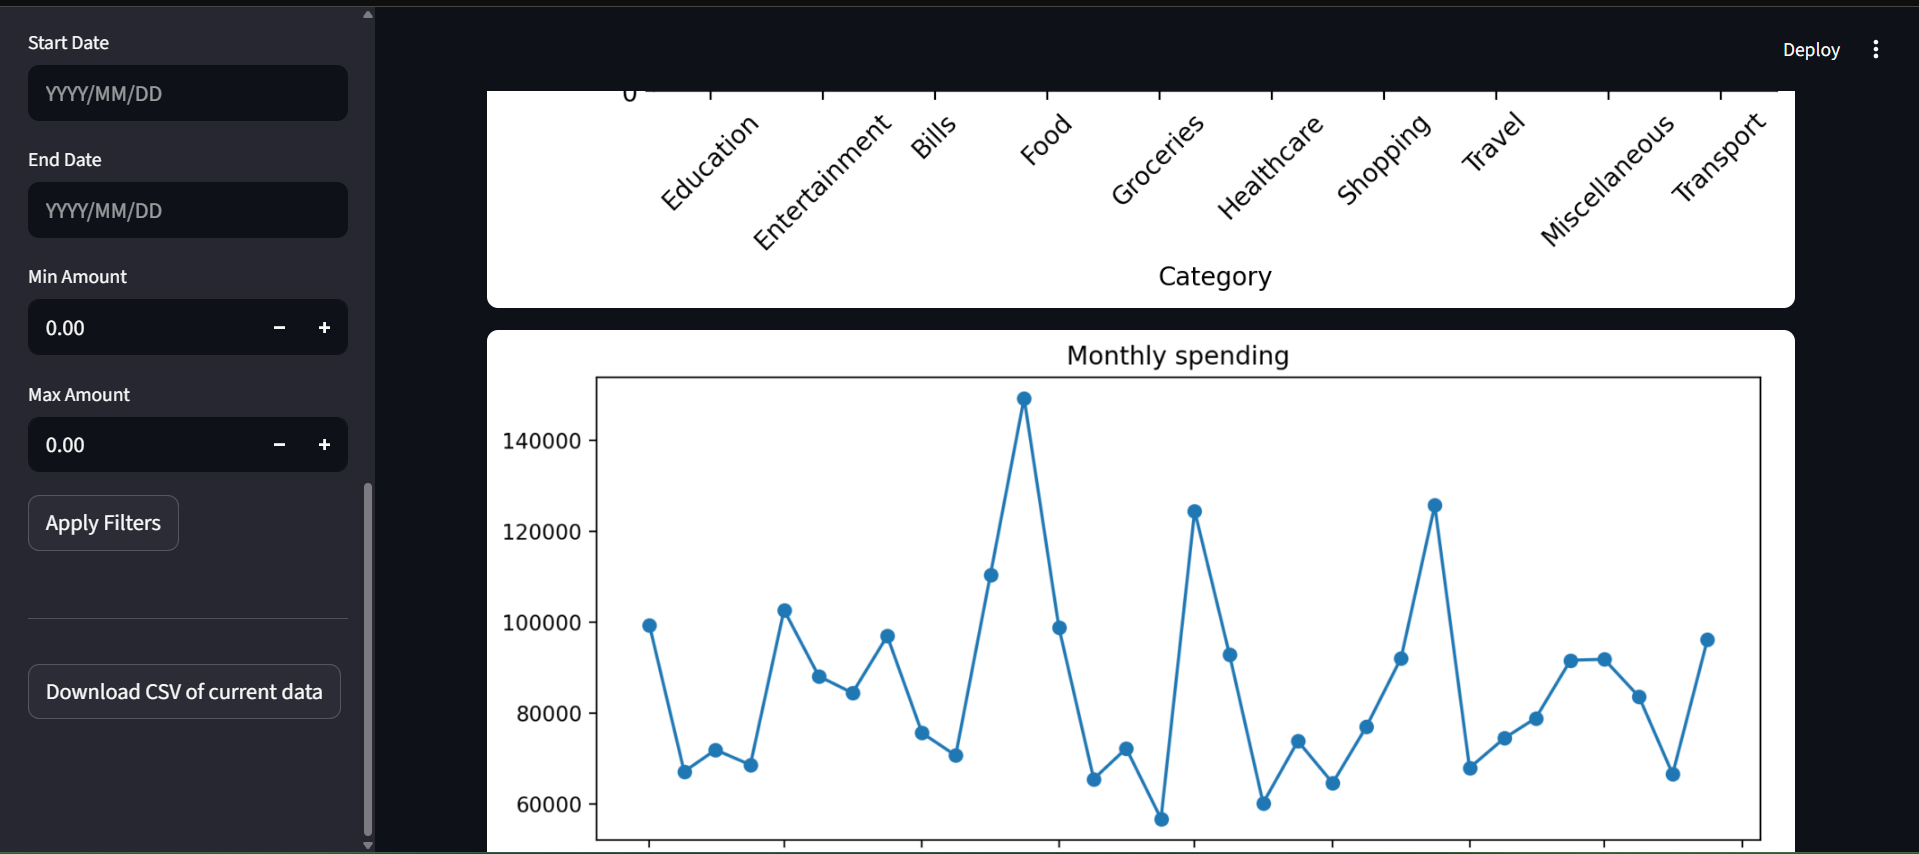 Start Date
YYYY/MM/DD
End Date
YYYY/MM/DD
Min Amount
0.00
Max Amount
0.00
Apply Filters
Download CSV of current data
Deploy
0
Education
Entertainment
Bills
Food
Groceries
Healthcare
Shopping
Travel
Miscellaneous
Transport
Category
Monthly spending
140000
120000
100000
80000
60000